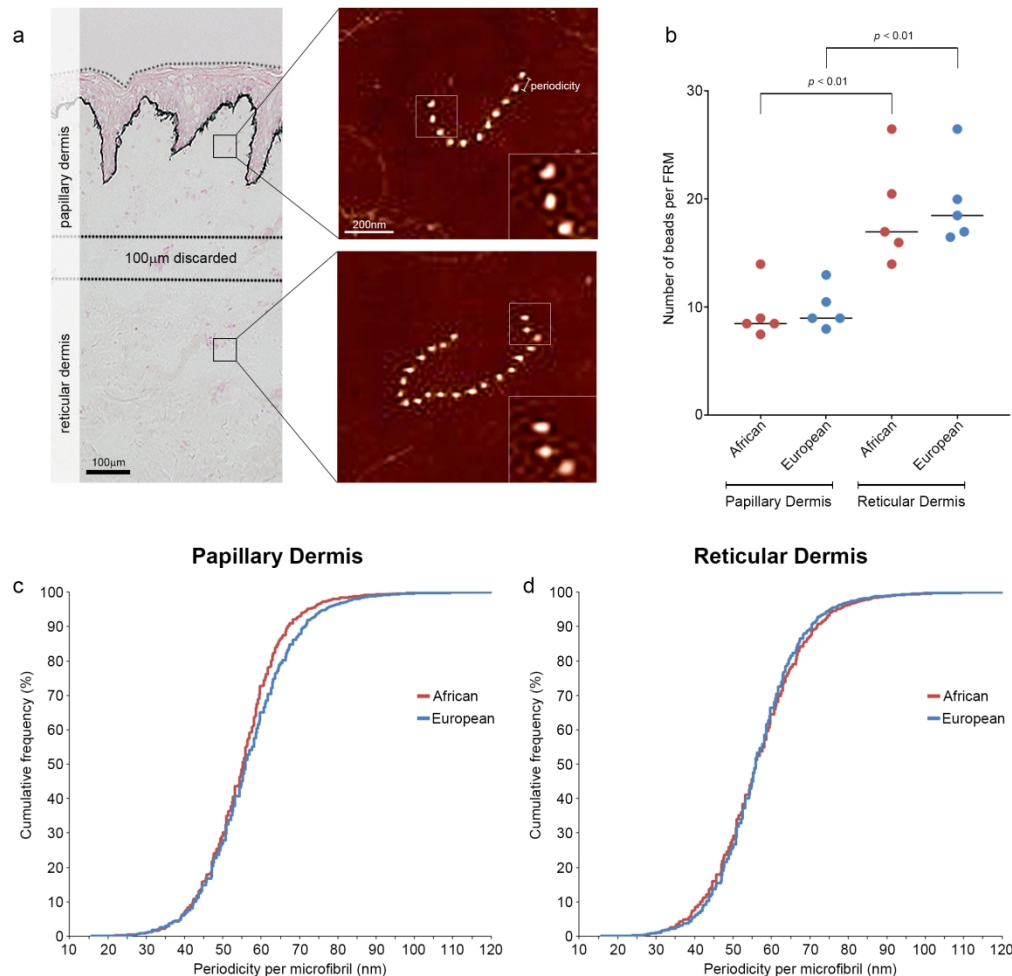 a
papillary dermis
100μm discarded
reticular dermis
100μm
periodicity
200nm
b
p < 0.01
p < 0.01
Number of beads per FRM
30
20
10
0
African
European
African
European
Papillary Dermis
Reticular Dermis
Papillary Dermis
c
Cumulative frequency (%)
100
90
80
70
60
50
40
30
20
10
0
African
European
10 20 30 40 50 60 70 80 90 100 110 120
Periodicity per microfibril (nm)
Reticular Dermis
d
Cumulative frequency (%)
100
90
80
70
60
50
40
30
20
10
0
African
European
10 20 30 40 50 60 70 80 90 100 110 120
Periodicity per microfibril (nm)